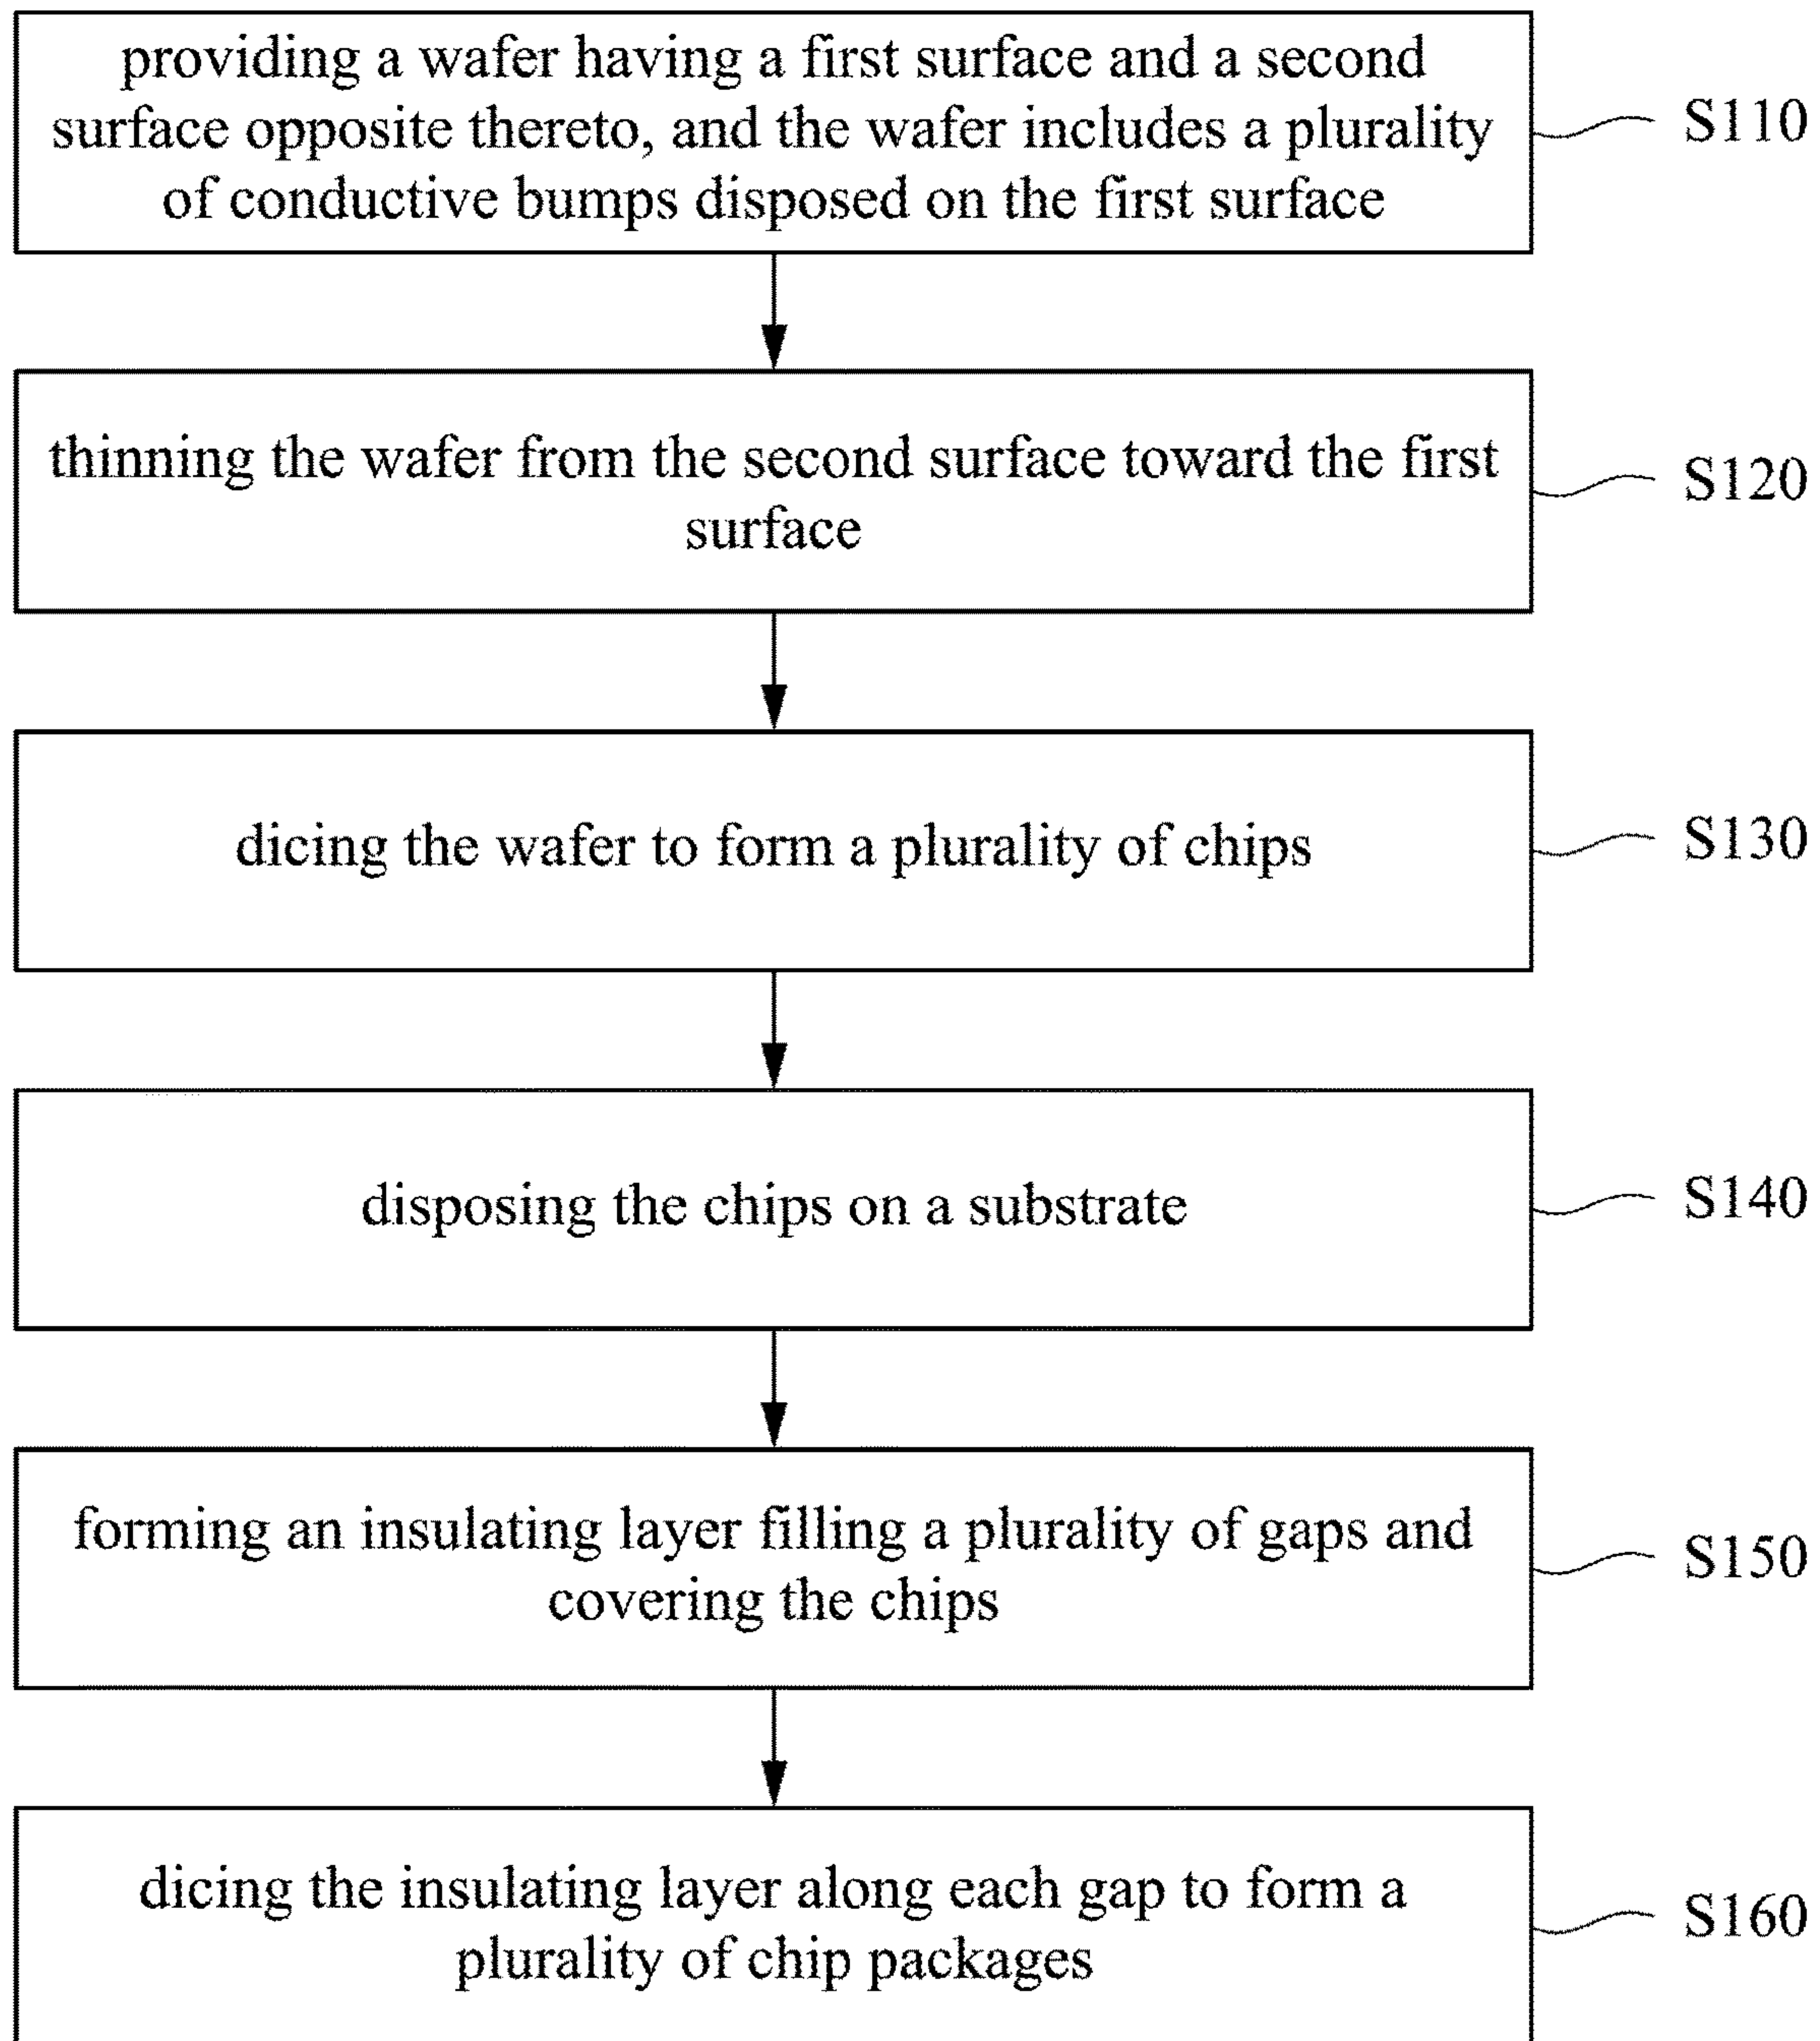 providing a wafer having a first surface and a second
surface opposite thereto, and the wafer includes a plurality
of conductive bumps disposed on the first surface
S110
thinning the wafer from the second surface toward the first
surface
S120
dicing the wafer to form a plurality of chips
S130
disposing the chips on a substrate
S140
forming an insulating layer filling a plurality of gaps and
covering the chips
S150
dicing the insulating layer along each gap to form a
plurality of chip packages
S160